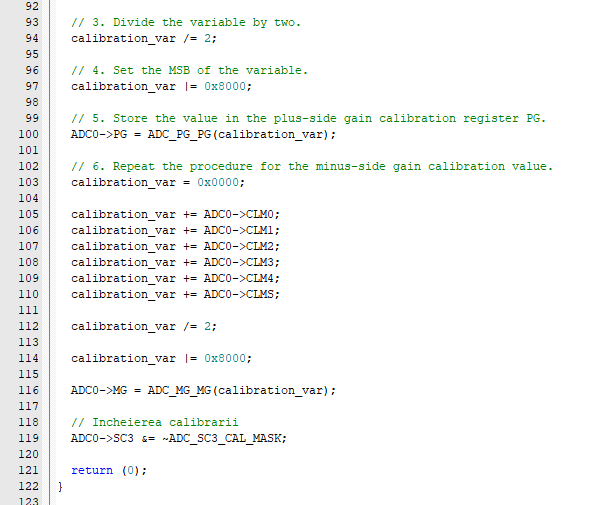 92
93 // 3. Divide the variable by two.
94 calibration_var /= 2;
95
96 // 4. Set the MSB of the variable.
97 calibration_var |= 0x8000;
98
99 // 5. Store the value in the plus-side gain calibration register PG.
100 ADC0->PG = ADC_PG_PG(calibration_var);
101
102 // 6. Repeat the procedure for the minus-side gain calibration value.
103 calibration_var = 0x0000;
104
105 calibration_var += ADC0->CLM0;
106 calibration_var += ADC0->CLM1;
107 calibration_var += ADC0->CLM2;
108 calibration_var += ADC0->CLM3;
109 calibration_var += ADC0->CLM4;
110 calibration_var += ADC0->CLMS;
111
112 calibration_var /= 2;
113
114 calibration_var |= 0x8000;
115
116 ADC0->MG = ADC_MG_MG(calibration_var);
117
118 // Incheierea calibrarii
119 ADC0->SC3 &= ~ADC_SC3_CAL_MASK;
120
121 return (0);
122 }
123